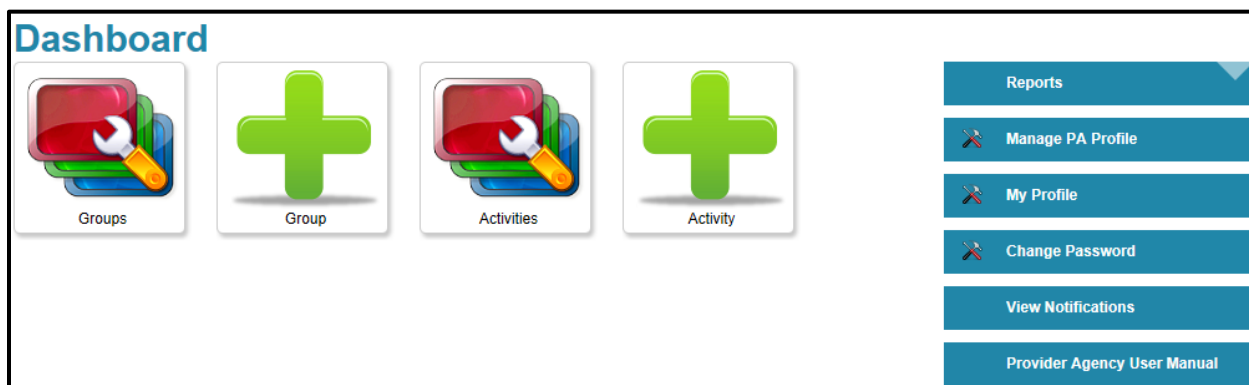 Dashboard
Groups
Group
Activities
Activity
Reports
Manage PA Profile
My Profile
Change Password
View Notifications
Provider Agency User Manual